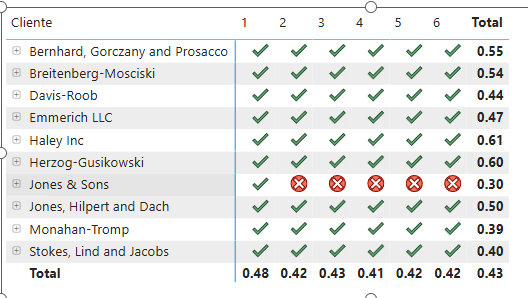 Cliente 1 2 3 4 5 6 Total
Bernhard, Gorczany and Prosacco 0.55
Breitenberg-Mosciski 0.54
Davis-Roob 0.44
Emmerich LLC 0.47
Haley Inc 0.61
Herzog-Gusikowski 0.60
Jones & Sons 0.30
Jones, Hilpert and Dach 0.50
Monahan-Tromp 0.39
Stokes, Lind and Jacobs 0.40
Total 0.48 0.42 0.43 0.41 0.42 0.42 0.43